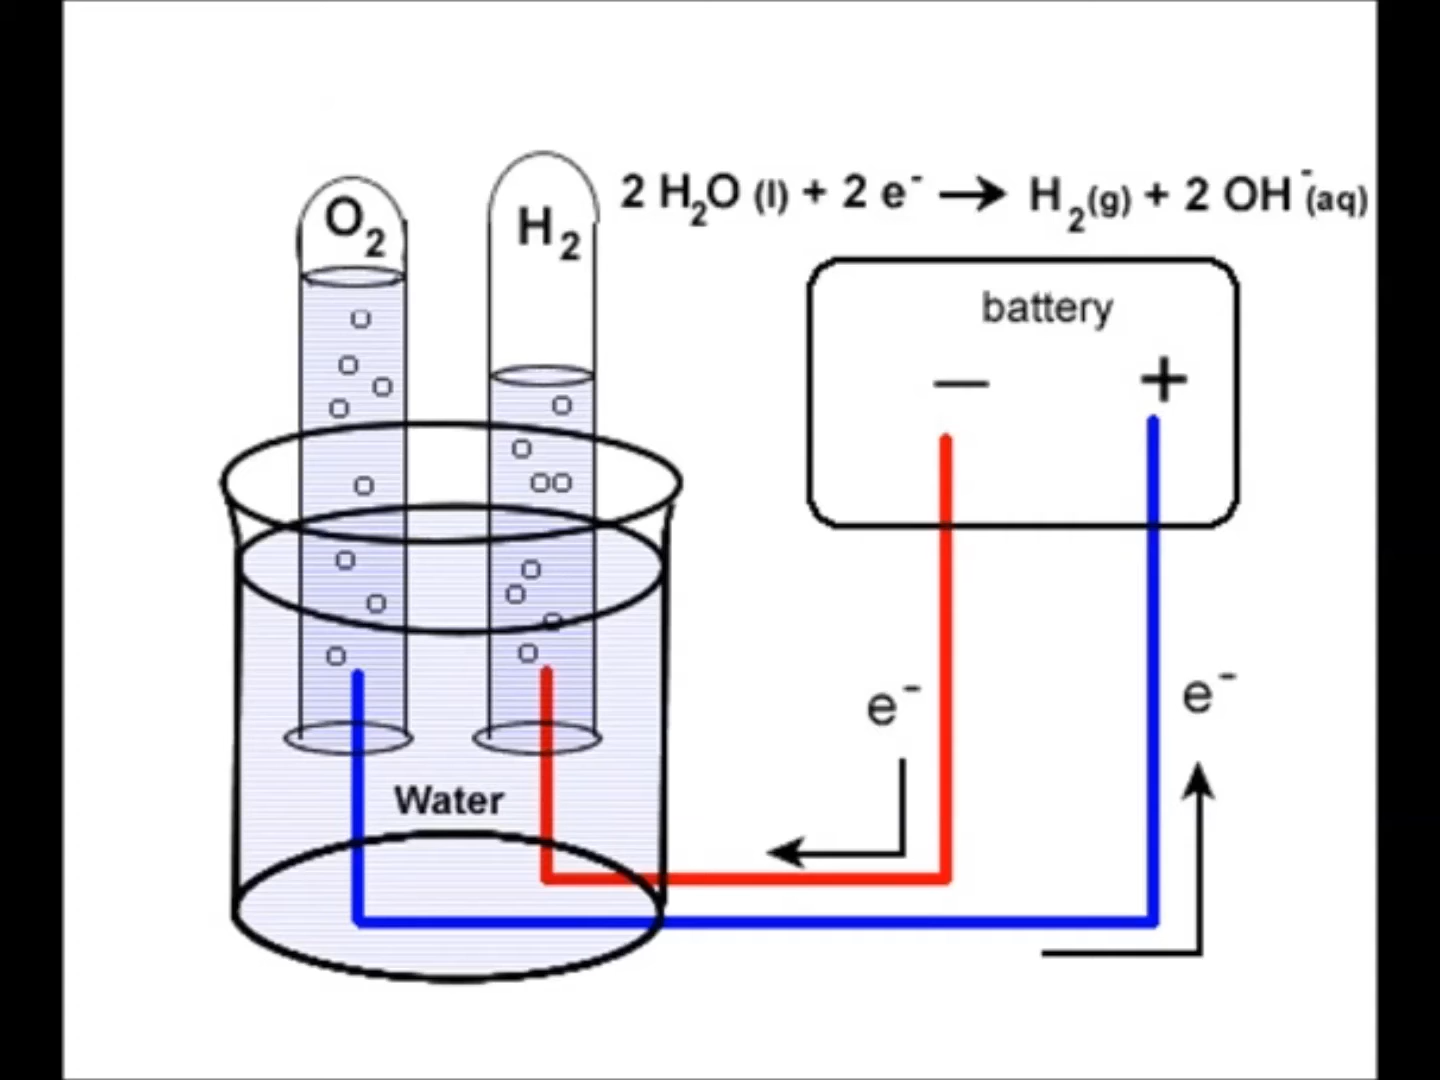 O₂
H₂
2 H₂O (l) + 2 e⁻ → H₂(g) + 2 OH⁻(aq)
battery
— +
e⁻
e⁻
Water